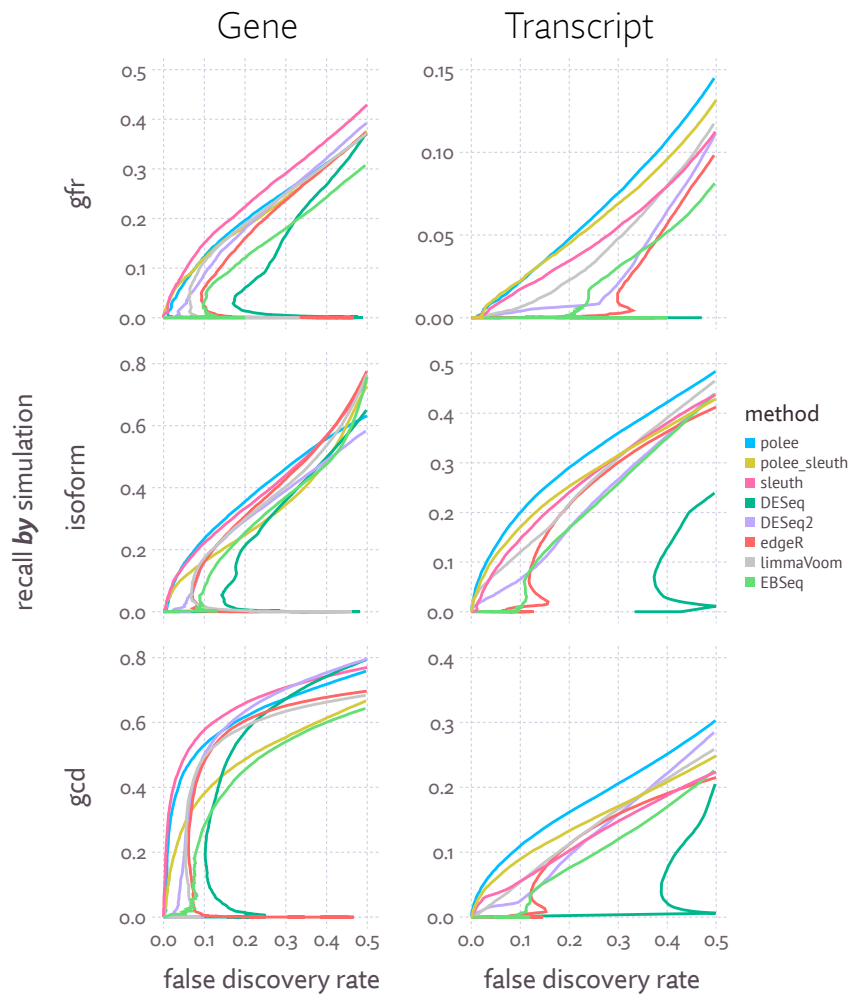 Gene Transcript
0.5
0.4
0.3
0.2
0.1
0.0
0.15
0.10
0.05
0.00
gfr
0.8
0.6
0.4
0.2
0.0
0.5
0.4
0.3
0.2
0.1
0.0
isoform
recall by simulation
method
polee
polee_sleuth
sleuth
DESeq
DESeq2
edgeR
limmaVoom
EBSeq
0.8
0.6
0.4
0.2
0.0
0.4
0.3
0.2
0.1
0.0
gcd
0.0 0.1 0.2 0.3 0.4 0.5
0.0 0.1 0.2 0.3 0.4 0.5
false discovery rate
false discovery rate